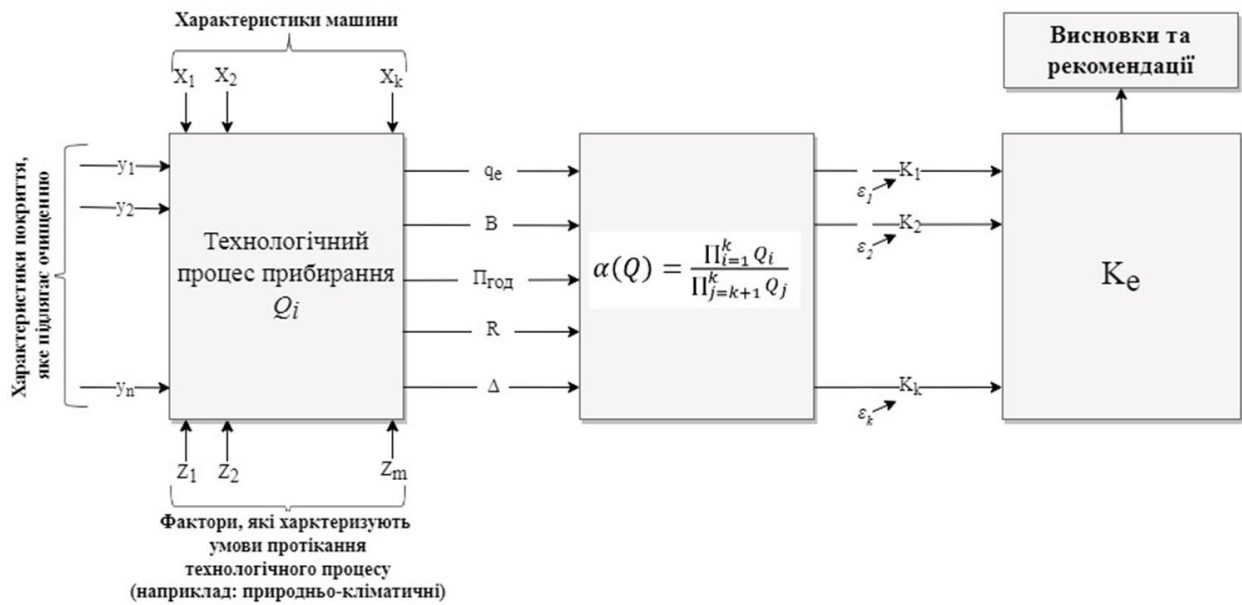 Характеристики машини
X1 X2 Xk
Характеристики покриття,
яке підлягає очищенню
y1
y2
yn
Технологічний
процес прибирання
Qi
Z1 Z2 Zm
Фактори, які харктеризують
умови протікання
технологічного процесу
(наприклад: природньо-кліматичні)
qe
B
Пгод
R
Δ
α(Q) = ∏ᵏᵢ₌₁ Qi / ∏ᵏⱼ₌ₖ₊₁ Qj
K1
ε1
K2
ε2
Kk
εk
Ke
Висновки та
рекомендації